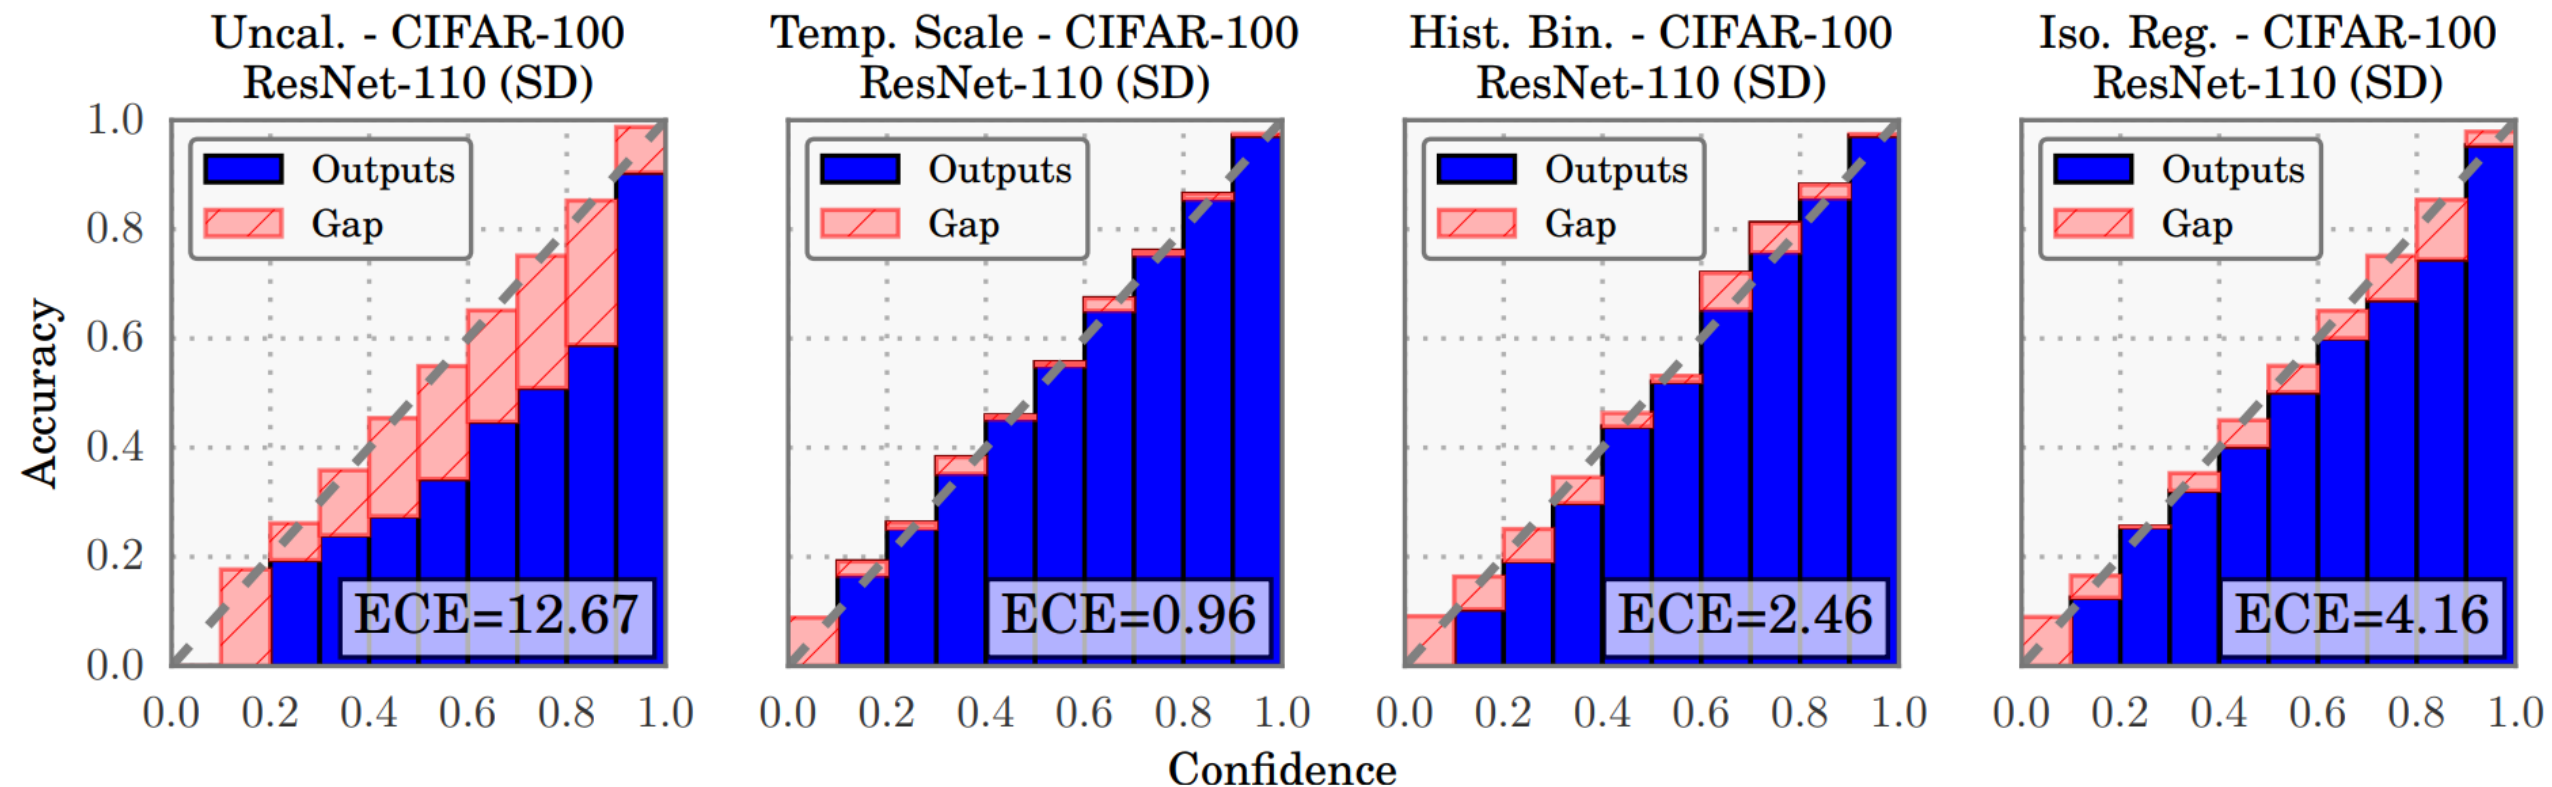 Uncal. - CIFAR-100
ResNet-110 (SD)
Temp. Scale - CIFAR-100
ResNet-110 (SD)
Hist. Bin. - CIFAR-100
ResNet-110 (SD)
Iso. Reg. - CIFAR-100
ResNet-110 (SD)
Accuracy
1.0
0.8
0.6
0.4
0.2
0.0
Outputs
Gap
ECE=12.67
0.0 0.2 0.4 0.6 0.8 1.0
Outputs
Gap
ECE=0.96
0.0 0.2 0.4 0.6 0.8 1.0
Outputs
Gap
ECE=2.46
0.0 0.2 0.4 0.6 0.8 1.0
Outputs
Gap
ECE=4.16
0.0 0.2 0.4 0.6 0.8 1.0
Confidence